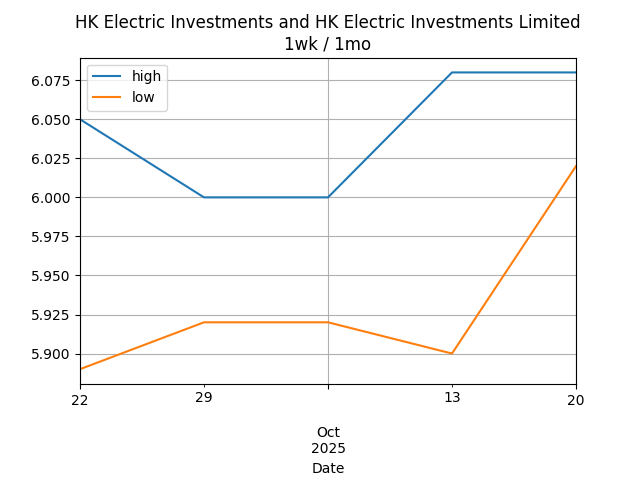 HK Electric Investments and HK Electric Investments Limited
1wk / 1mo
high
low
6.075
6.050
6.025
6.000
5.975
5.950
5.925
5.900
22
29
13
20
Oct
2025
Date